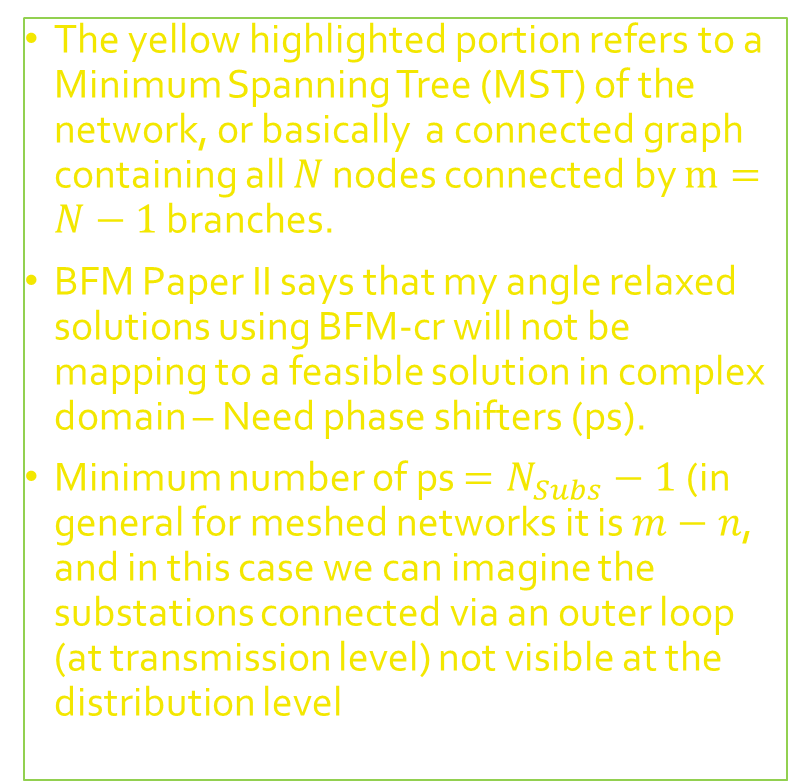 • The yellow highlighted portion refers to a
Minimum Spanning Tree (MST) of the
network, or basically a connected graph
containing all N nodes connected by m =
N − 1 branches.
• BFM Paper II says that my angle relaxed
solutions using BFM-cr will not be
mapping to a feasible solution in complex
domain – Need phase shifters (ps).
• Minimum number of ps = N_{Subs} − 1 (in
general for meshed networks it is m − n,
and in this case we can imagine the
substations connected via an outer loop
(at transmission level) not visible at the
distribution level